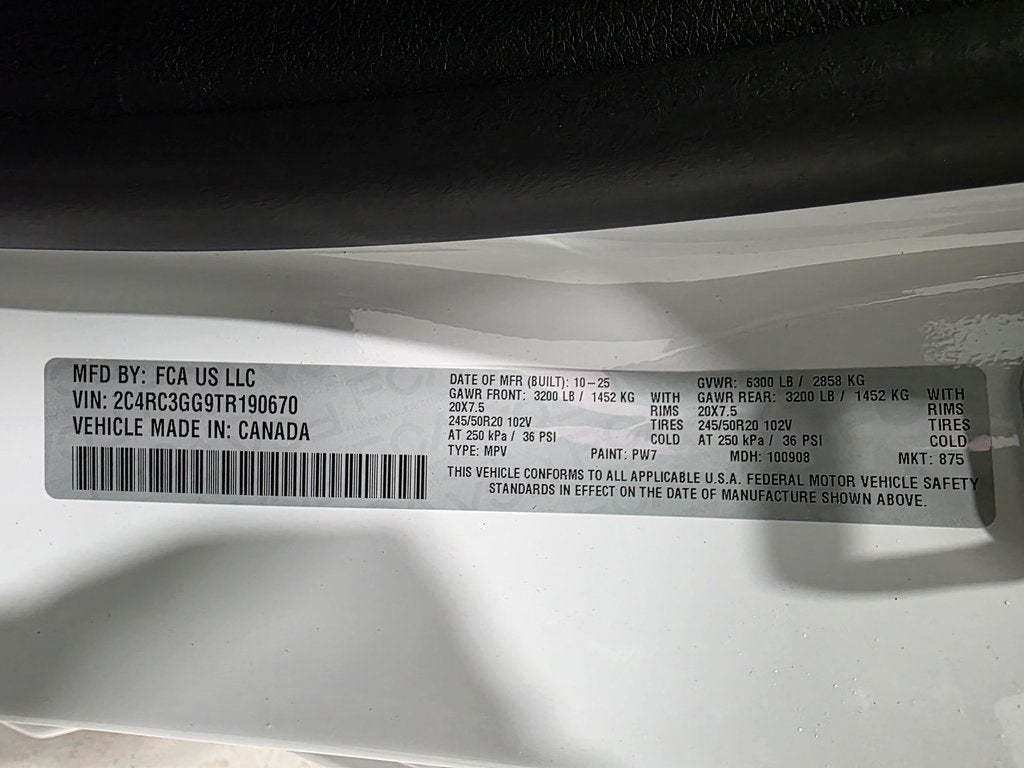 MFD BY: FCA US LLC
VIN: 2C4RC3GG9TR190670
VEHICLE MADE IN: CANADA
DATE OF MFR (BUILT): 10-25 GVWR: 6300 LB / 2858 KG
GAWR FRONT: 3200 LB / 1452 KG WITH GAWR REAR: 3200 LB / 1452 KG WITH
20X7.5 RIMS 20X7.5 RIMS
245/50R20 102V TIRES 245/50R20 102V TIRES
AT 250 kPa / 36 PSI COLD AT 250 kPa / 36 PSI COLD
TYPE: MPV PAINT: PW7 MDH: 100908 MKT: 875
THIS VEHICLE CONFORMS TO ALL APPLICABLE U.S.A. FEDERAL MOTOR VEHICLE SAFETY
STANDARDS IN EFFECT ON THE DATE OF MANUFACTURE SHOWN ABOVE.